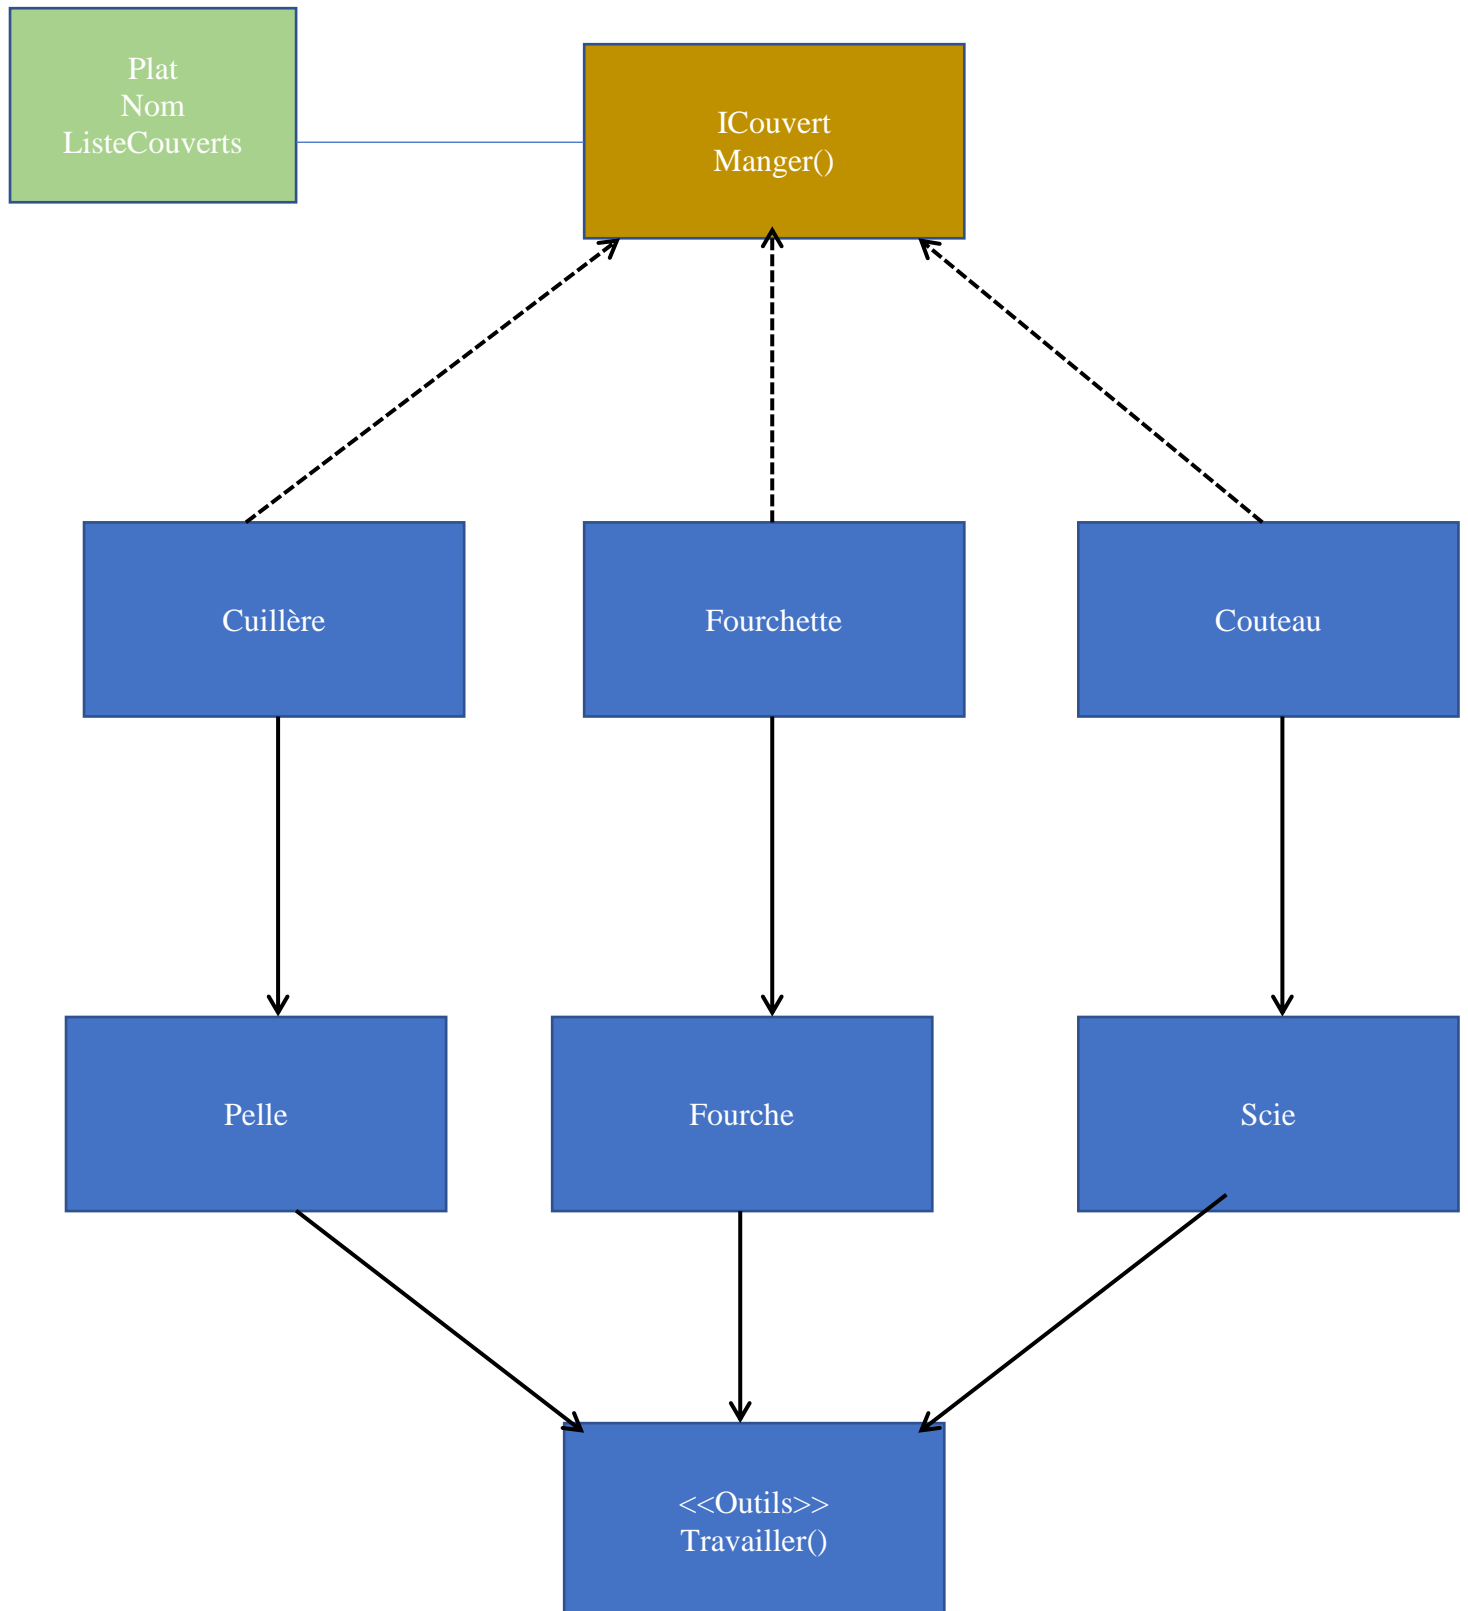 Plat
Nom
ListeCouverts
ICouvert
Manger()
Cuillère
Fourchette
Couteau
Pelle
Fourche
Scie
<<Outils>>
Travailler()